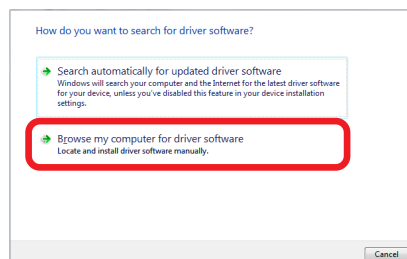 How do you want to search for driver software?
Search automatically for updated driver software
Windows will search your computer and the Internet for the latest driver software
for your device, unless you've disabled this feature in your device installation
settings.
Browse my computer for driver software
Locate and install driver software manually.
Cancel